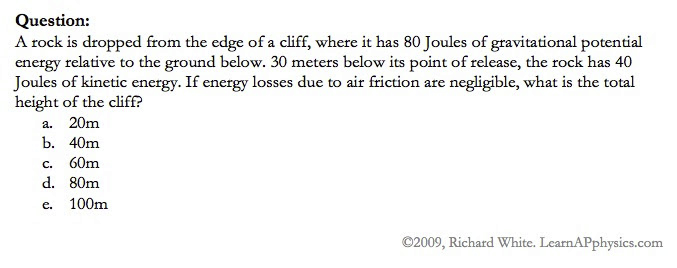 Question:
A rock is dropped from the edge of a cliff, where it has 80 Joules of gravitational potential
energy relative to the ground below. 30 meters below its point of release, the rock has 40
Joules of kinetic energy. If energy losses due to air friction are negligible, what is the total
height of the cliff?
a. 20m
b. 40m
c. 60m
d. 80m
e. 100m
©2009, Richard White. LearnAPphysics.com